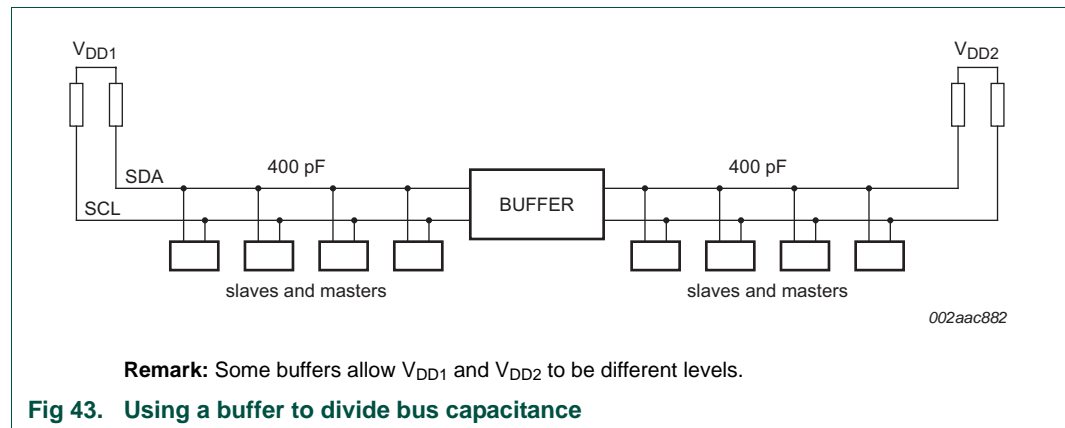 VDD1 VDD2
400 pF 400 pF
SDA
SCL
BUFFER
slaves and masters slaves and masters
002aac882
Remark: Some buffers allow VDD1 and VDD2 to be different levels.
Fig 43. Using a buffer to divide bus capacitance